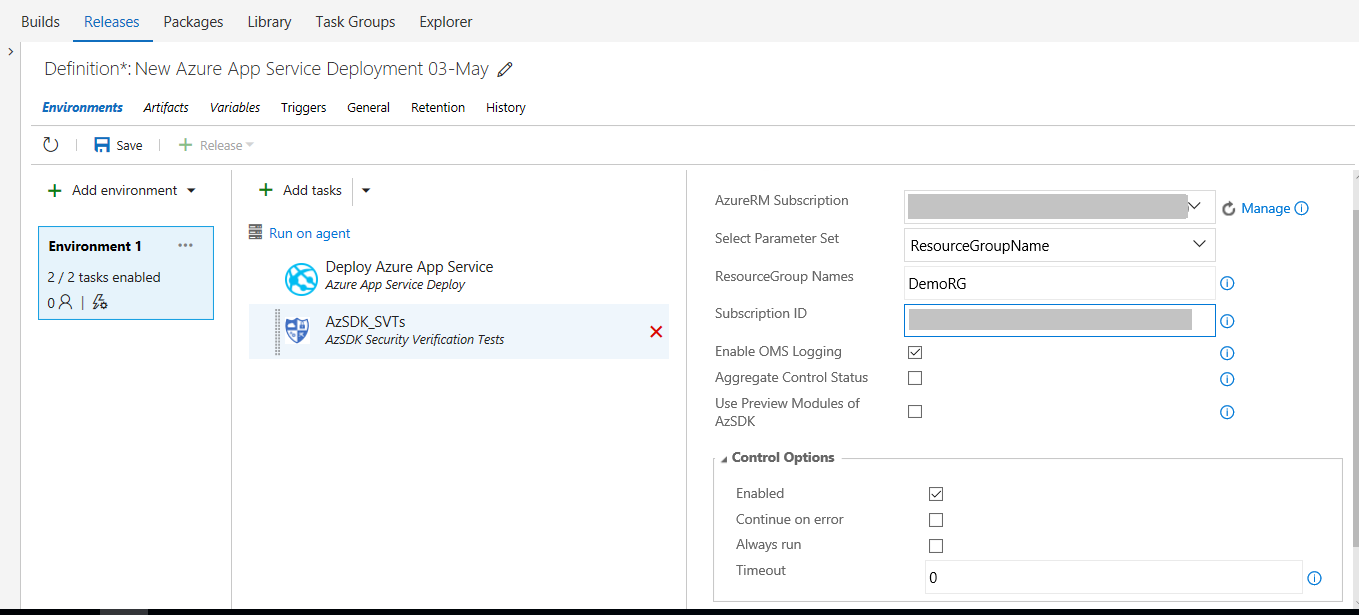 Builds Releases Packages Library Task Groups Explorer
Definition*: New Azure App Service Deployment 03-May
Environments Artifacts Variables Triggers General Retention History
Save Release
Add environment
Environment 1 ...
2 / 2 tasks enabled
0
Add tasks
Run on agent
Deploy Azure App Service
Azure App Service Deploy
AzSDK_SVTs
AzSDK Security Verification Tests
AzureRM Subscription Manage
Select Parameter Set ResourceGroupName
ResourceGroup Names DemoRG
Subscription ID
Enable OMS Logging
Aggregate Control Status
Use Preview Modules of
AzSDK
Control Options
Enabled
Continue on error
Always run
Timeout 0